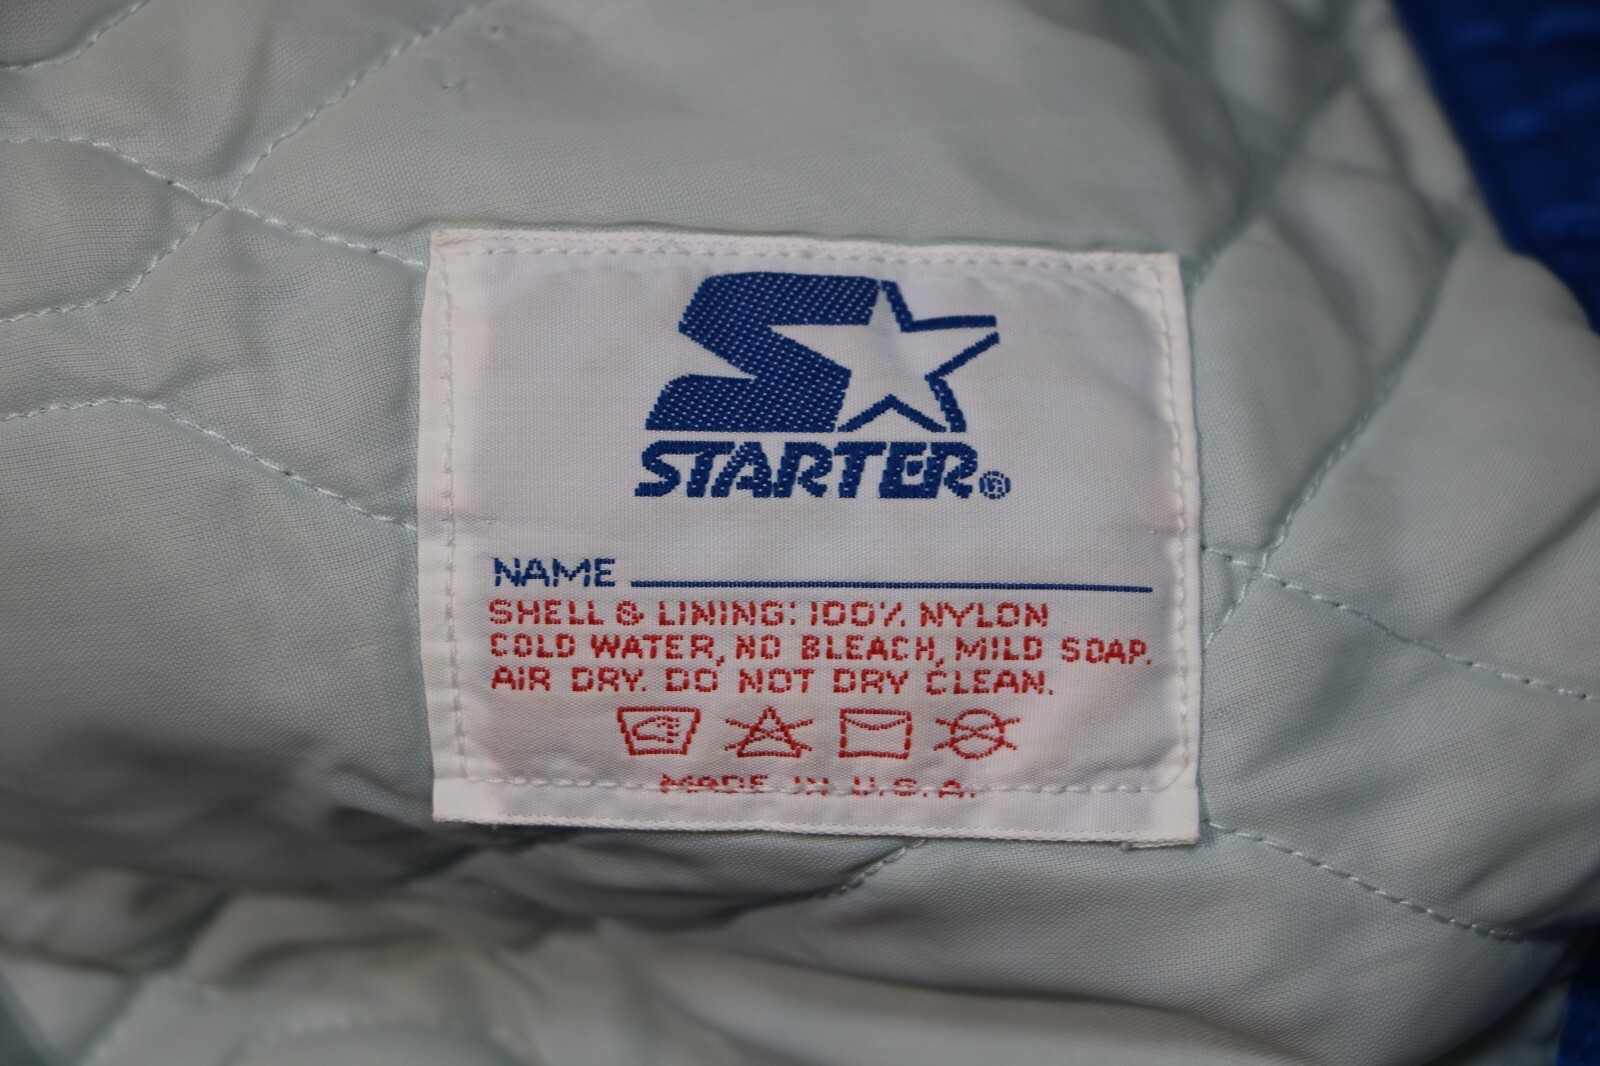 STARTER®
NAME
SHELL & LINING: 100% NYLON
COLD WATER, NO BLEACH, MILD SOAP.
AIR DRY. DO NOT DRY CLEAN.
MADE IN U.S.A.